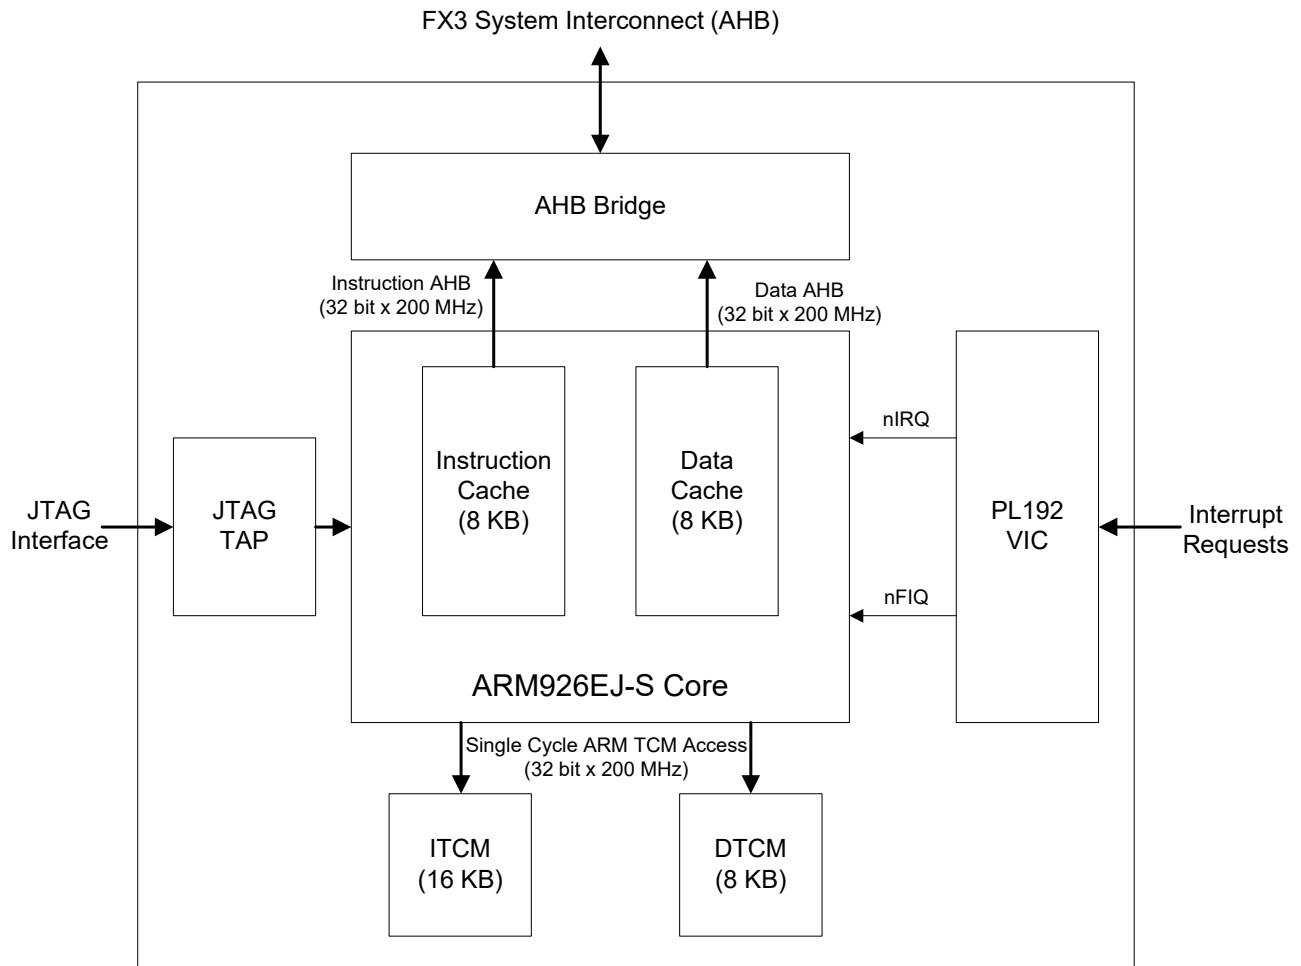 FX3 System Interconnect (AHB)
AHB Bridge
Instruction AHB
(32 bit x 200 MHz)
Data AHB
(32 bit x 200 MHz)
Instruction
Cache
(8 KB)
Data
Cache
(8 KB)
nIRQ
JTAG
Interface
JTAG
TAP
PL192
VIC
Interrupt
Requests
nFIQ
ARM926EJ-S Core
Single Cycle ARM TCM Access
(32 bit x 200 MHz)
ITCM
(16 KB)
DTCM
(8 KB)